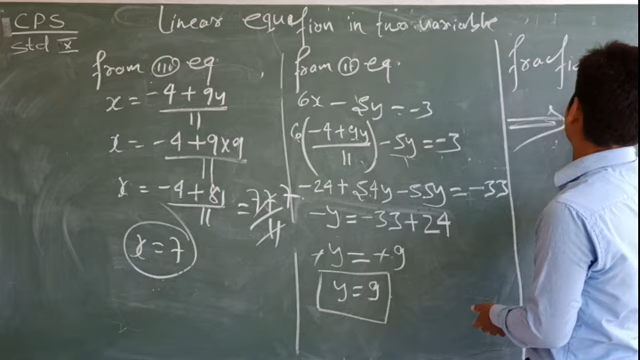 CPS
Std X
Linear equation in two variable
from (iii) eq
x = -4+9y/11
x = -4+9x9/11
x = -4+81/11 = 77/11 7
x = 7
from (ii) eq.
6x - 5y = -3
6(-4+9y/11) - 5y = -3
-24+54y-55y = -33
-y = -33+24
+y = +9
y = 9